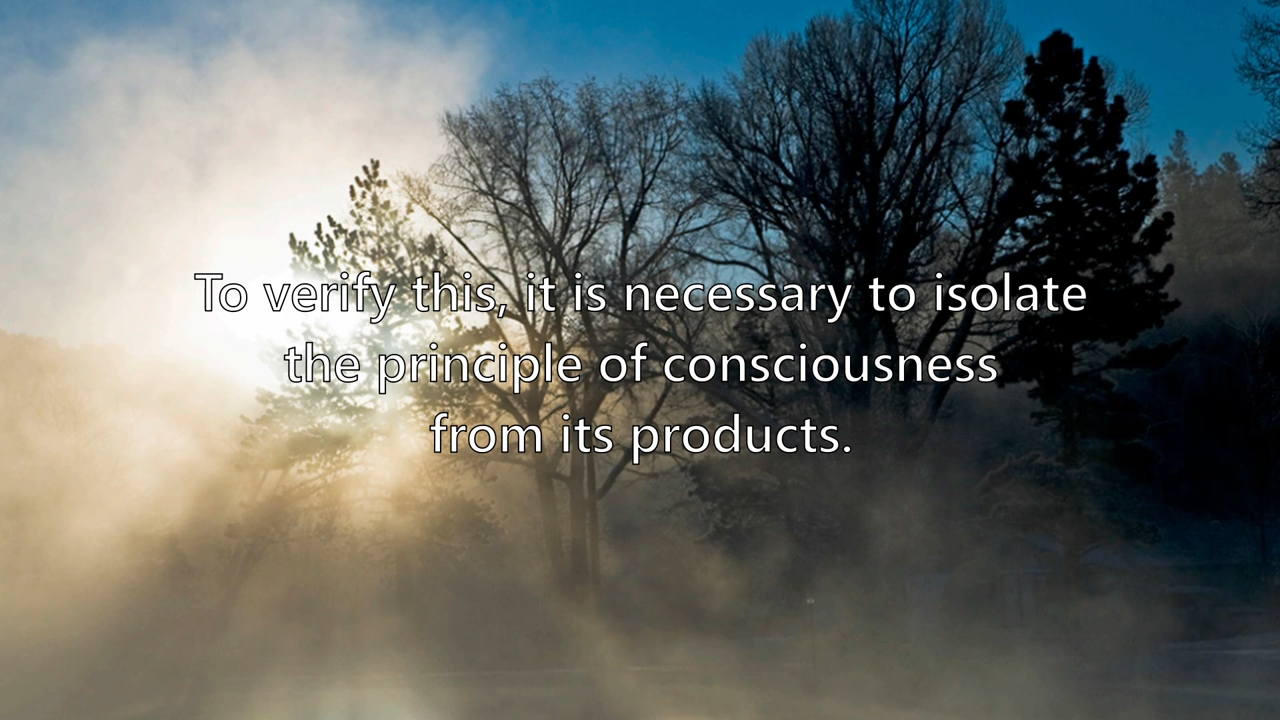 To verify this, it is necessary to isolate
the principle of consciousness
from its products.